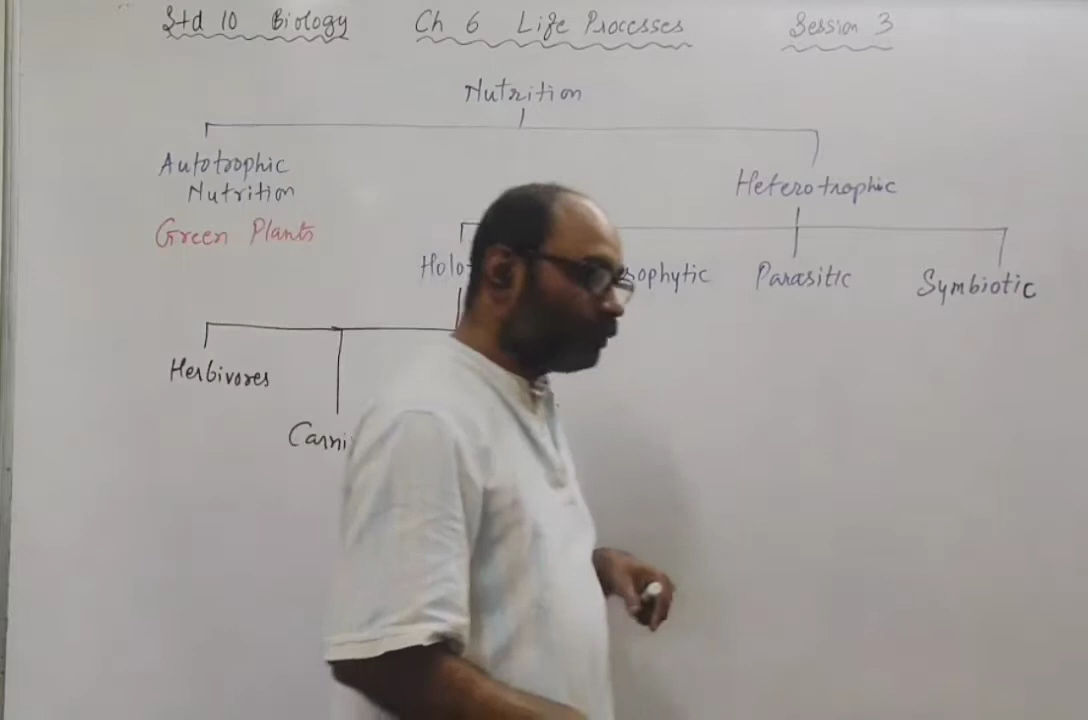 Std 10 Biology Ch 6 Life Processes Session 3
Nutrition
Autotrophic
Nutrition
Heterotrophic
Green Plants
Parasitic
Symbiotic
Herbivores